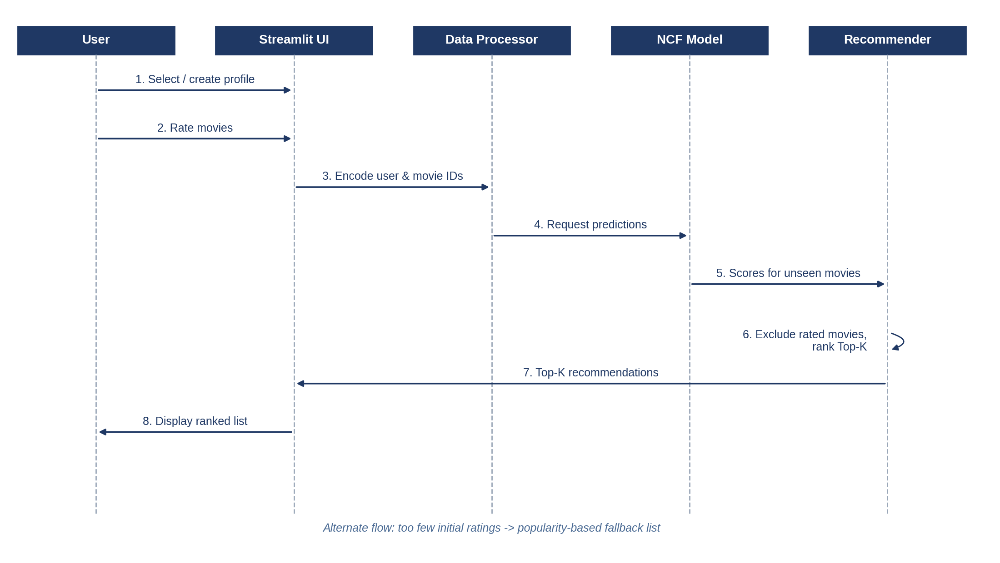 User
Streamlit UI
Data Processor
NCF Model
Recommender
1. Select / create profile
2. Rate movies
3. Encode user & movie IDs
4. Request predictions
5. Scores for unseen movies
6. Exclude rated movies,
rank Top-K
7. Top-K recommendations
8. Display ranked list
Alternate flow: too few initial ratings -> popularity-based fallback list